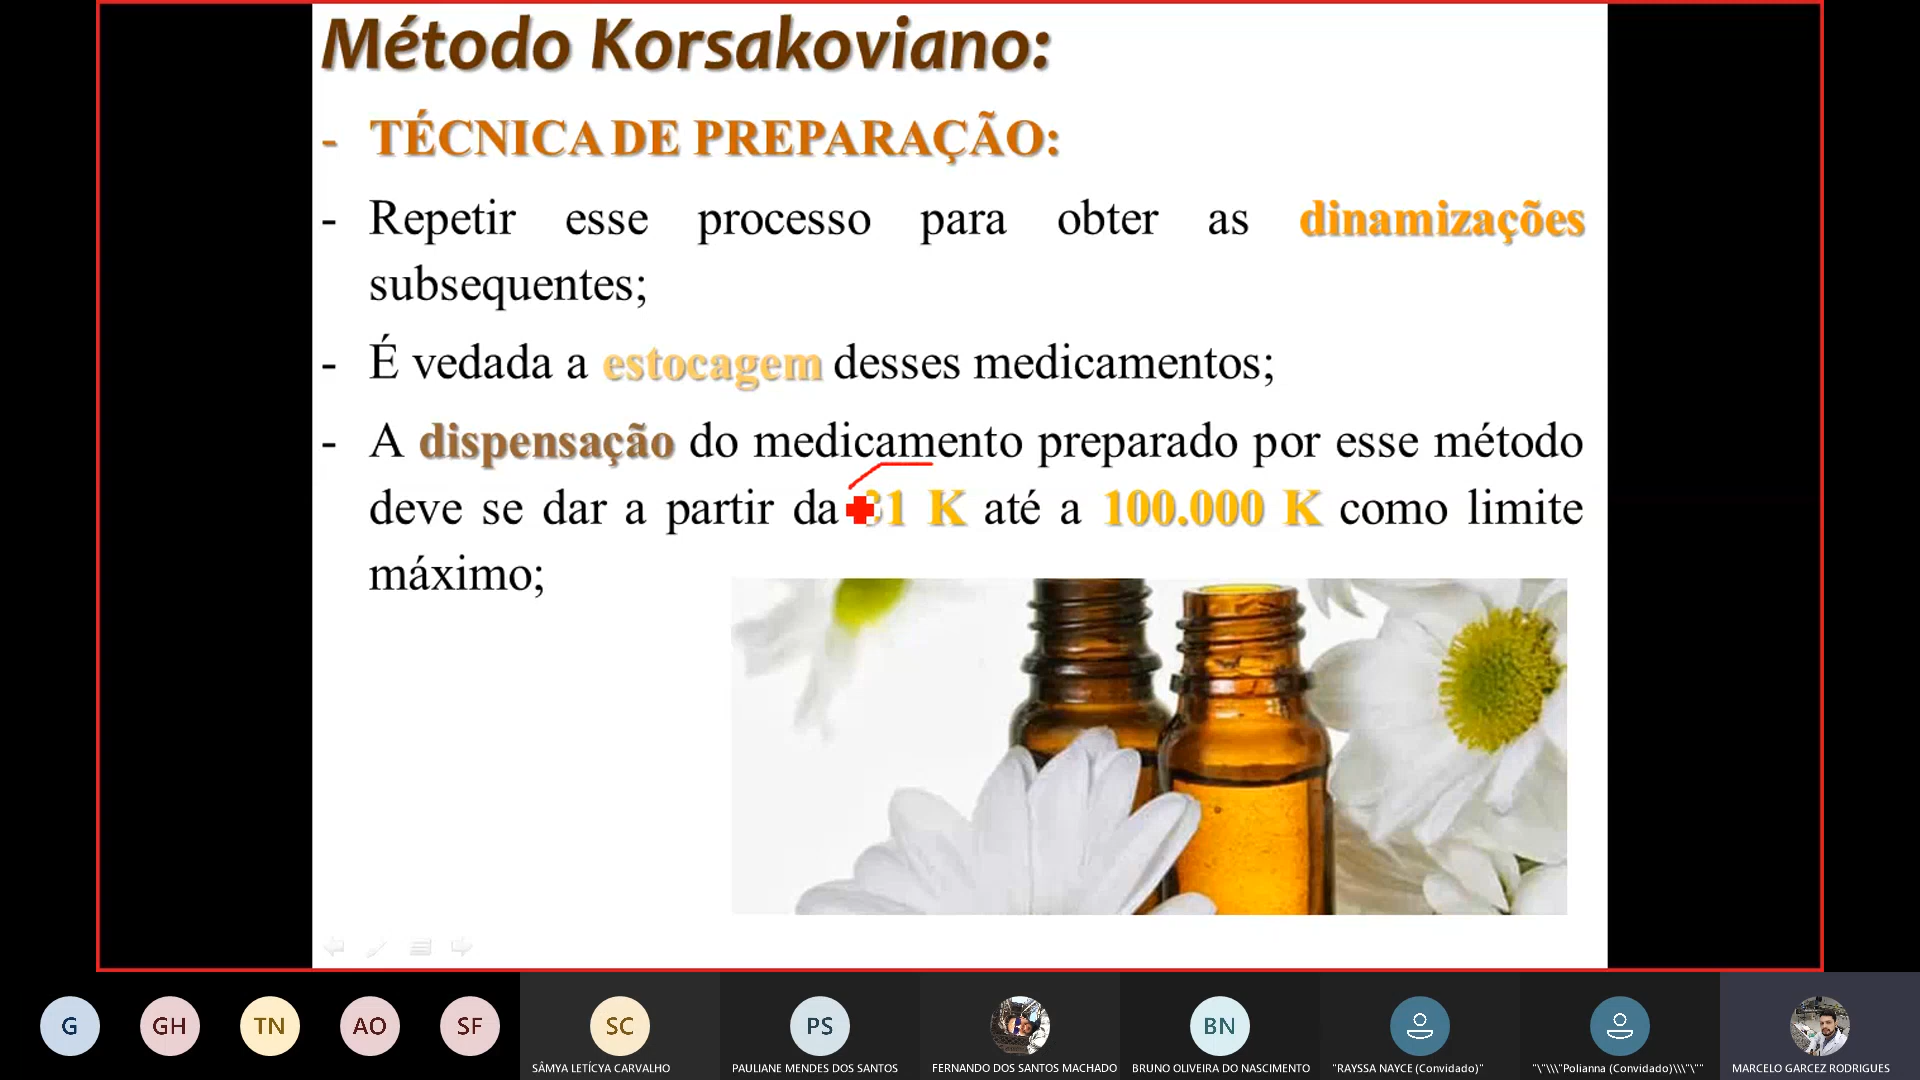 Método Korsakoviano:
- TÉCNICA DE PREPARAÇÃO:
- Repetir esse processo para obter as dinamizações
subsequentes;
- É vedada a estocagem desses medicamentos;
- A dispensação do medicamento preparado por esse método
deve se dar a partir da 31 K até a 100.000 K como limite
máximo;
G GH TN AO SF SC PS BN
SÂMYA LETÍCYA CARVALHO PAULIANE MENDES DOS SANTOS FERNANDO DOS SANTOS MACHADO BRUNO OLIVEIRA DO NASCIMENTO "RAYSSA NAYCE (Convidado)" "\"\\\"Polianna (Convidado)\\\"\"" MARCELO GARCEZ RODRIGUES